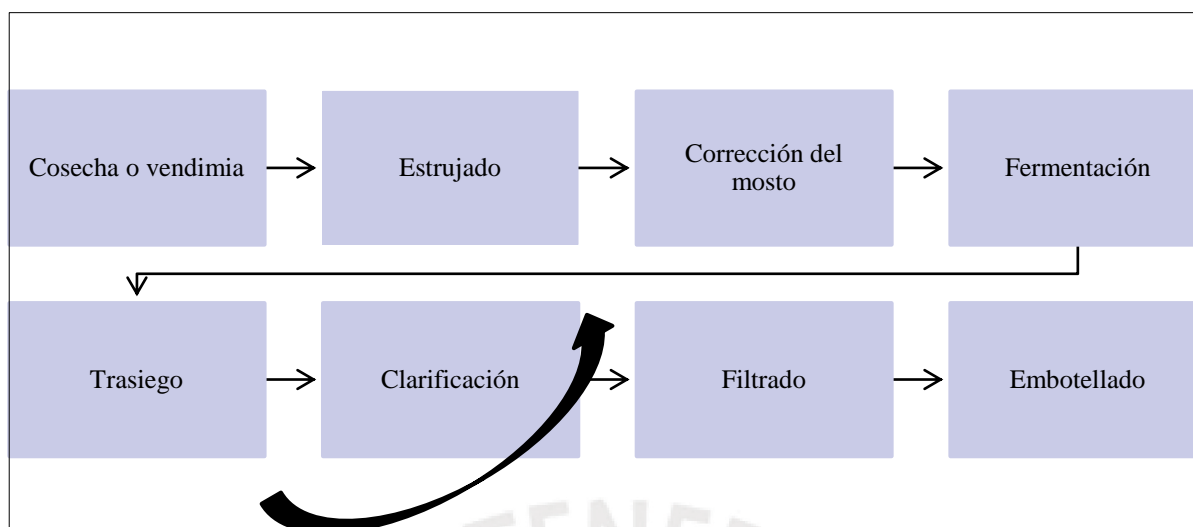 Cosecha o vendimia
Estrujado
Corrección del
mosto
Fermentación
Trasiego
Clarificación
Filtrado
Embotellado